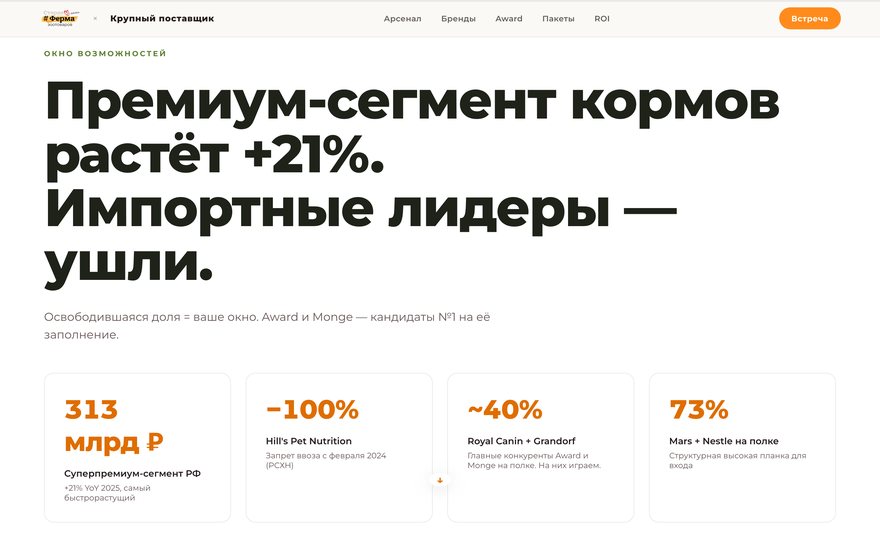 #Ферма
зоотоваров
×
Крупный поставщик
Арсенал
Бренды
Award
Пакеты
ROI
Встреча
ОКНО ВОЗМОЖНОСТЕЙ
Премиум-сегмент кормов
растёт +21%.
Импортные лидеры —
ушли.
Освободившаяся доля = ваше окно. Award и Monge — кандидаты №1 на её
заполнение.
313
млрд ₽
Суперпремиум-сегмент РФ
+21% YoY 2025, самый
быстрорастущий
−100%
Hill's Pet Nutrition
Запрет ввоза с февраля 2024
(РСХН)
~40%
Royal Canin + Grandorf
Главные конкуренты Award и
Monge на полке. На них играем.
73%
Mars + Nestle на полке
Структурная высокая планка для
входа